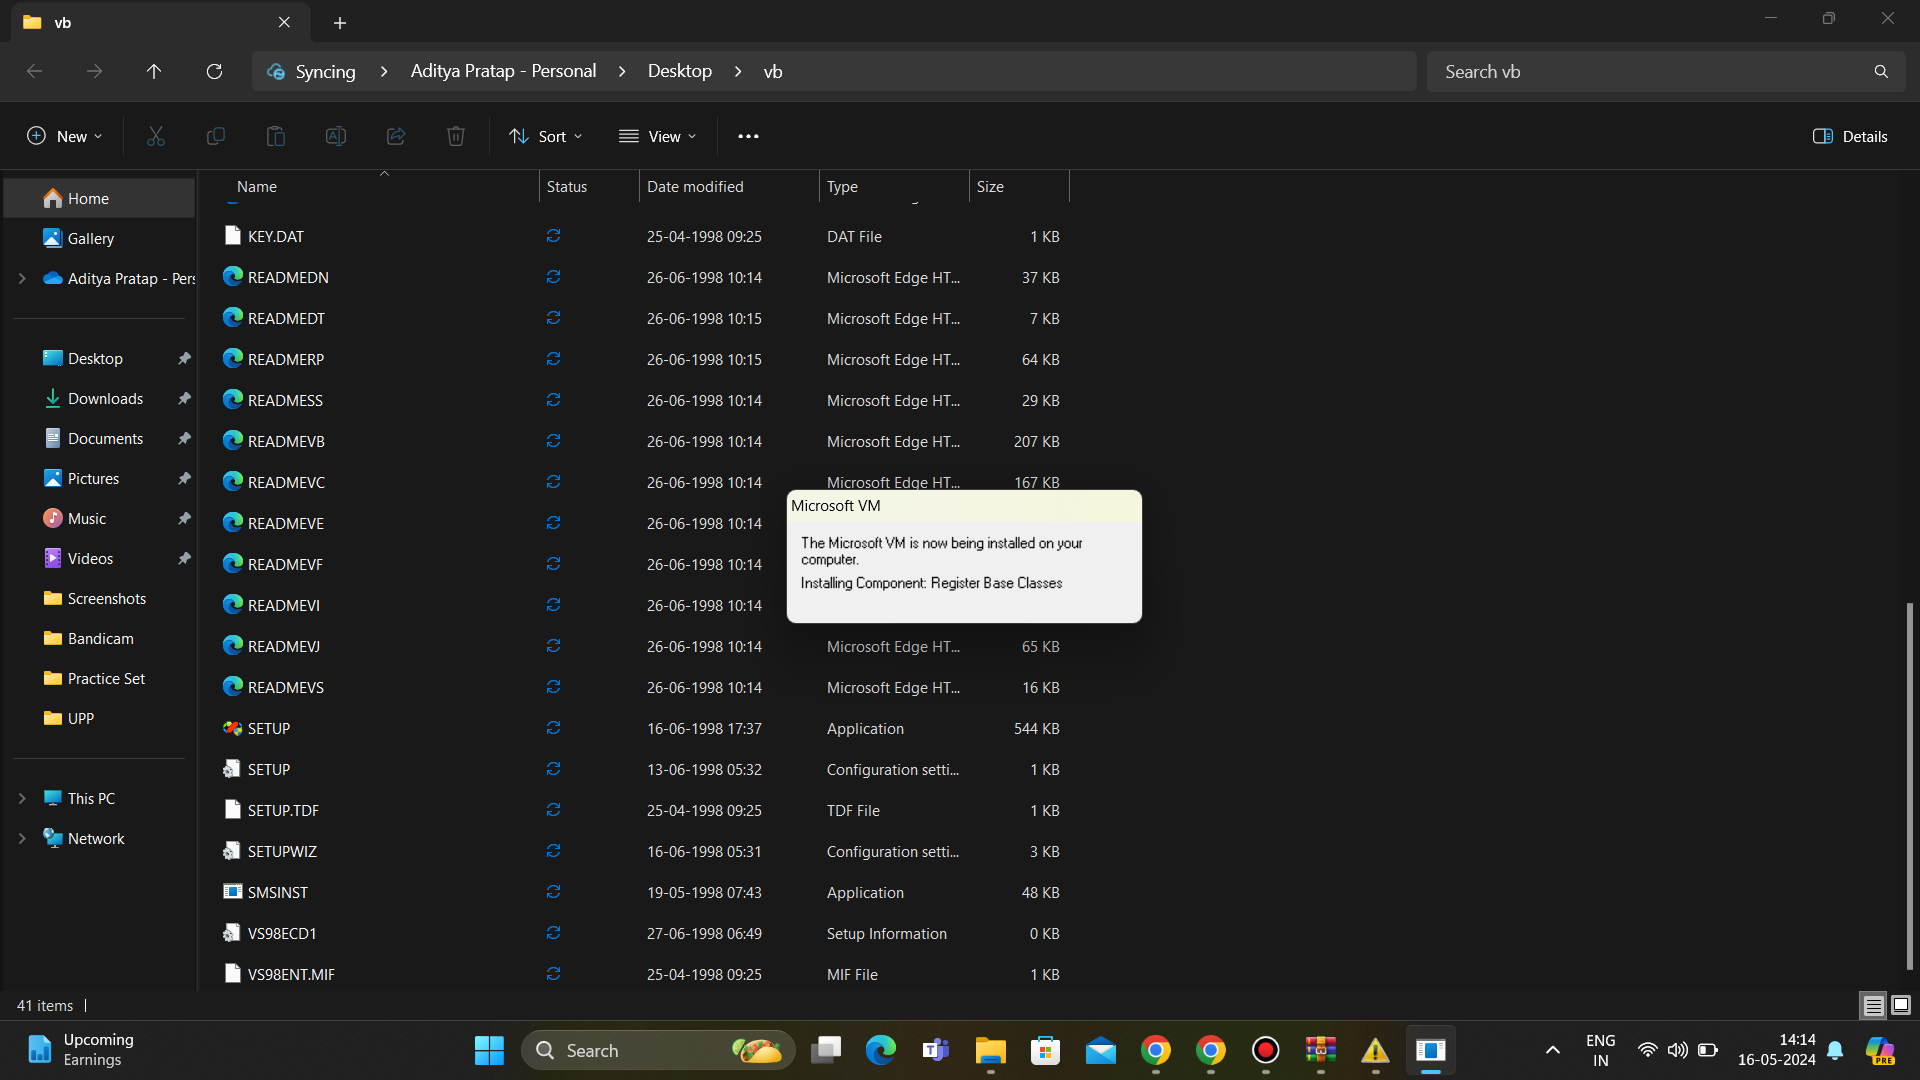 vb
Syncing > Aditya Pratap - Personal > Desktop > vb
Search vb
New
Sort
View
Details
Name Status Date modified Type Size
Home
Gallery
Aditya Pratap - Pers
Desktop
Downloads
Documents
Pictures
Music
Videos
Screenshots
Bandicam
Practice Set
UPP
This PC
Network
KEY.DAT 25-04-1998 09:25 DAT File 1 KB
READMEDN 26-06-1998 10:14 Microsoft Edge HT... 37 KB
READMEDT 26-06-1998 10:15 Microsoft Edge HT... 7 KB
READMERP 26-06-1998 10:15 Microsoft Edge HT... 64 KB
READMESS 26-06-1998 10:14 Microsoft Edge HT... 29 KB
READMEVB 26-06-1998 10:14 Microsoft Edge HT... 207 KB
READMEVC 26-06-1998 10:14 Microsoft Edge HT... 167 KB
READMEVE 26-06-1998 10:14
READMEVF 26-06-1998 10:14
READMEVI 26-06-1998 10:14
READMEVJ 26-06-1998 10:14 Microsoft Edge HT... 65 KB
READMEVS 26-06-1998 10:14 Microsoft Edge HT... 16 KB
SETUP 16-06-1998 17:37 Application 544 KB
SETUP 13-06-1998 05:32 Configuration setti... 1 KB
SETUP.TDF 25-04-1998 09:25 TDF File 1 KB
SETUPWIZ 16-06-1998 05:31 Configuration setti... 3 KB
SMSINST 19-05-1998 07:43 Application 48 KB
VS98ECD1 27-06-1998 06:49 Setup Information 0 KB
VS98ENT.MIF 25-04-1998 09:25 MIF File 1 KB
Microsoft VM
The Microsoft VM is now being installed on your
computer.
Installing Component: Register Base Classes
41 items
Upcoming
Earnings
Search
ENG
IN
14:14
16-05-2024
PRE